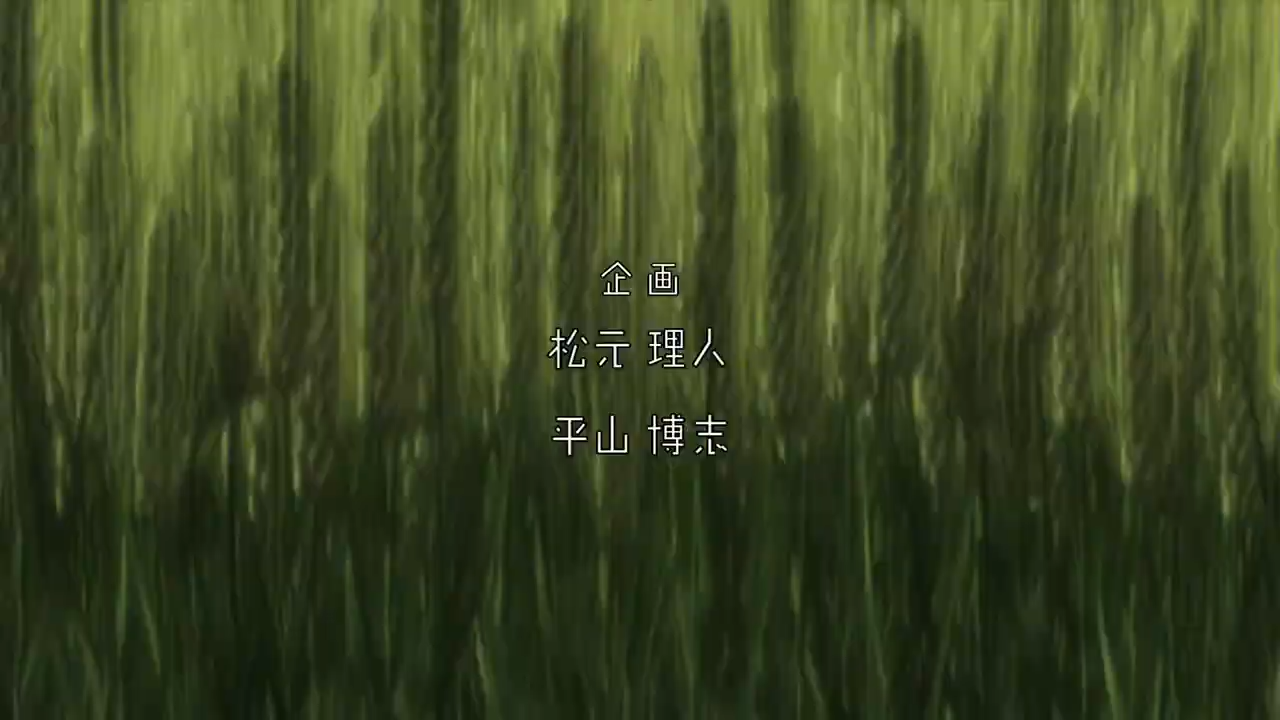 企画
松元 理人
平山 博志